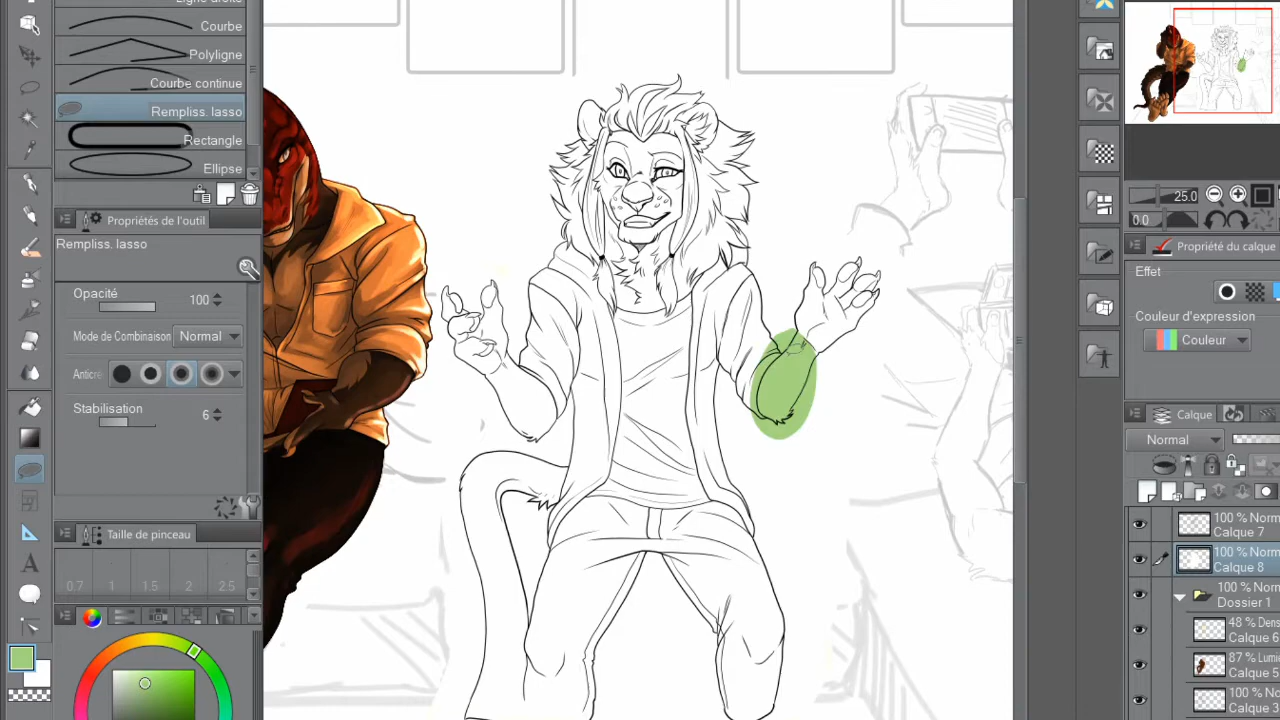 Ligne droite
Courbe
Polyligne
Courbe continue
Rempliss. lasso
Rectangle
Ellipse
Propriétés de l'outil
Rempliss. lasso
Opacité 100
Mode de Combinaison Normal
Anticre
Stabilisation 6
Taille de pinceau
0.7 1 1.5 2 2.5
25.0
0.0
Propriété du calque
Effet
Couleur d'expression
Couleur
Calque
Normal
100 % Norm
Calque 7
100 % Norm
Calque 8
100 % Norm
Dossier 1
48 % Dens
Calque 6
87 % Lumi
Calque 5
100 % No
Calque 3